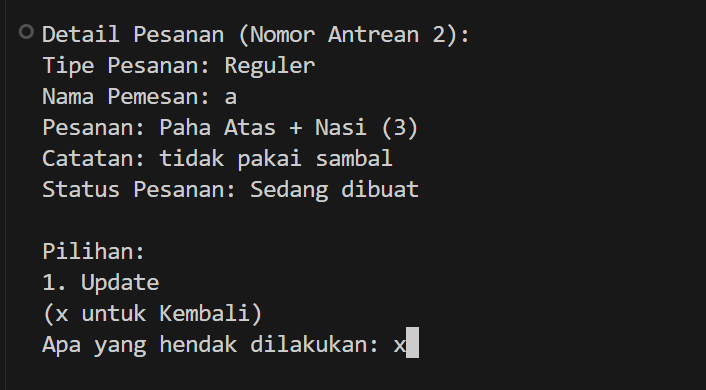 Detail Pesanan (Nomor Antrean 2):
Tipe Pesanan: Reguler
Nama Pemesan: a
Pesanan: Paha Atas + Nasi (3)
Catatan: tidak pakai sambal
Status Pesanan: Sedang dibuat
Pilihan:
1. Update
(x untuk Kembali)
Apa yang hendak dilakukan: x